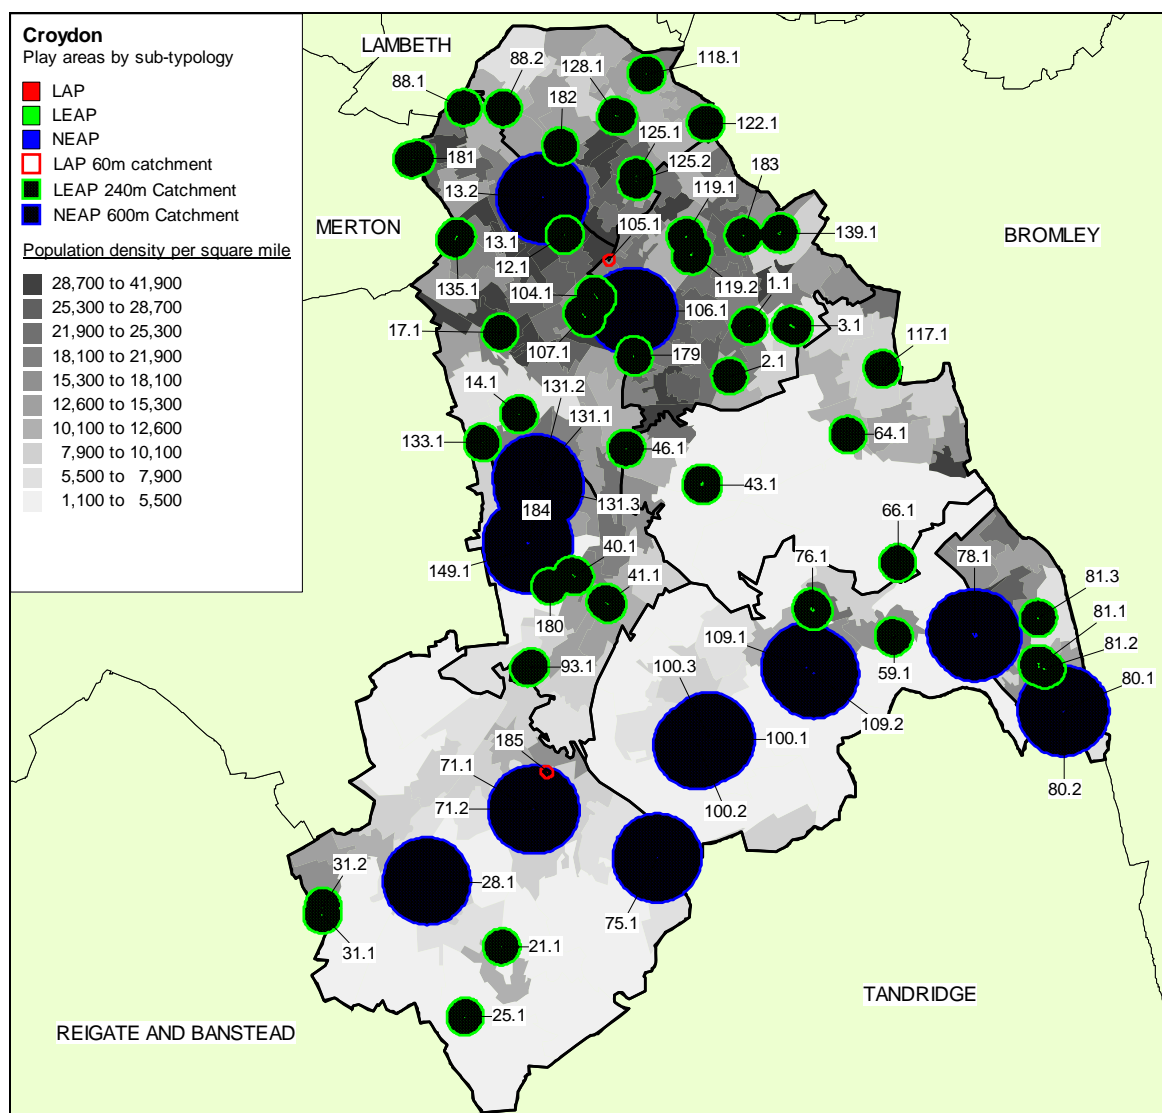 Croydon
Play areas by sub-typology
LAP
LEAP
NEAP
LAP 60m catchment
LEAP 240m Catchment
NEAP 600m Catchment
Population density per square mile
28,700 to 41,900
25,300 to 28,700
21,900 to 25,300
18,100 to 21,900
15,300 to 18,100
12,600 to 15,300
10,100 to 12,600
7,900 to 10,100
5,500 to 7,900
1,100 to 5,500
LAMBETH
MERTON
BROMLEY
TANDRIDGE
REIGATE AND BANSTEAD
88.1
88.2
128.1
118.1
182
122.1
125.1
181
125.2
183
13.2
119.1
105.1
139.1
13.1
12.1
135.1
119.2
1.1
104.1
106.1
3.1
17.1
107.1
179
117.1
2.1
14.1
131.2
131.1
133.1
46.1
64.1
43.1
131.3
184
66.1
40.1
76.1
78.1
149.1
41.1
81.3
180
81.1
109.1
81.2
93.1
100.3
59.1
80.1
109.2
185
100.1
71.1
80.2
71.2
100.2
31.2
28.1
75.1
31.1
21.1
25.1